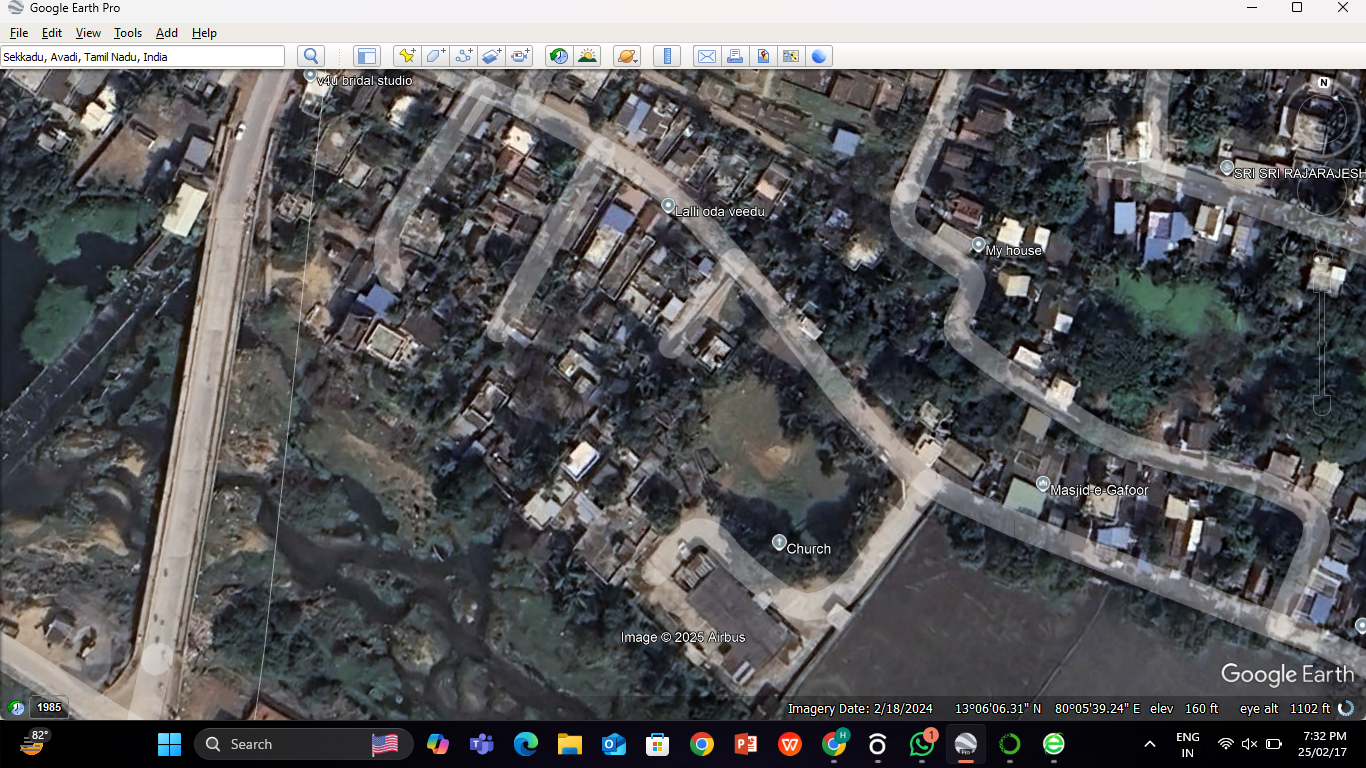 Google Earth Pro
File Edit View Tools Add Help
Sekkadu, Avadi, Tamil Nadu, India
v4u bridal studio
N
SRI SRI RAJARAJESH
Lalli oda veedu
My house
Masjid-e-Gafoor
Church
Image © 2025 Airbus
Google Earth
1985
Imagery Date: 2/18/2024 13°06'06.31" N 80°05'39.24" E elev 160 ft eye alt 1102 ft
82°
Search
H
1
Pro
ENG
IN
7:32 PM
25/02/17